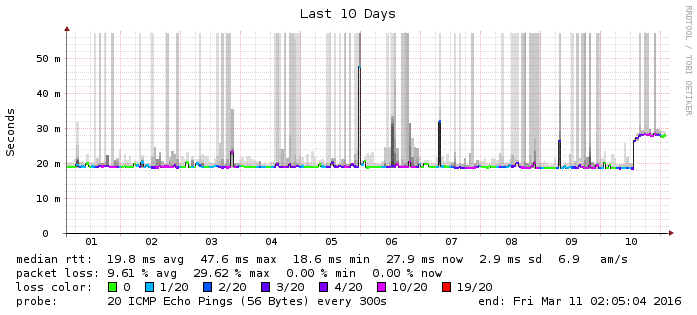 Last 10 Days
RRDTOOL / TOBI OETIKER
Seconds
50 m
40 m
30 m
20 m
10 m
0
01 02 03 04 05 06 07 08 09 10
median rtt: 19.8 ms avg 47.6 ms max 18.6 ms min 27.9 ms now 2.9 ms sd 6.9 am/s
packet loss: 9.61 % avg 29.62 % max 0.00 % min 0.00 % now
loss color: 0 1/20 2/20 3/20 4/20 10/20 19/20
probe: 20 ICMP Echo Pings (56 Bytes) every 300s end: Fri Mar 11 02:05:04 2016